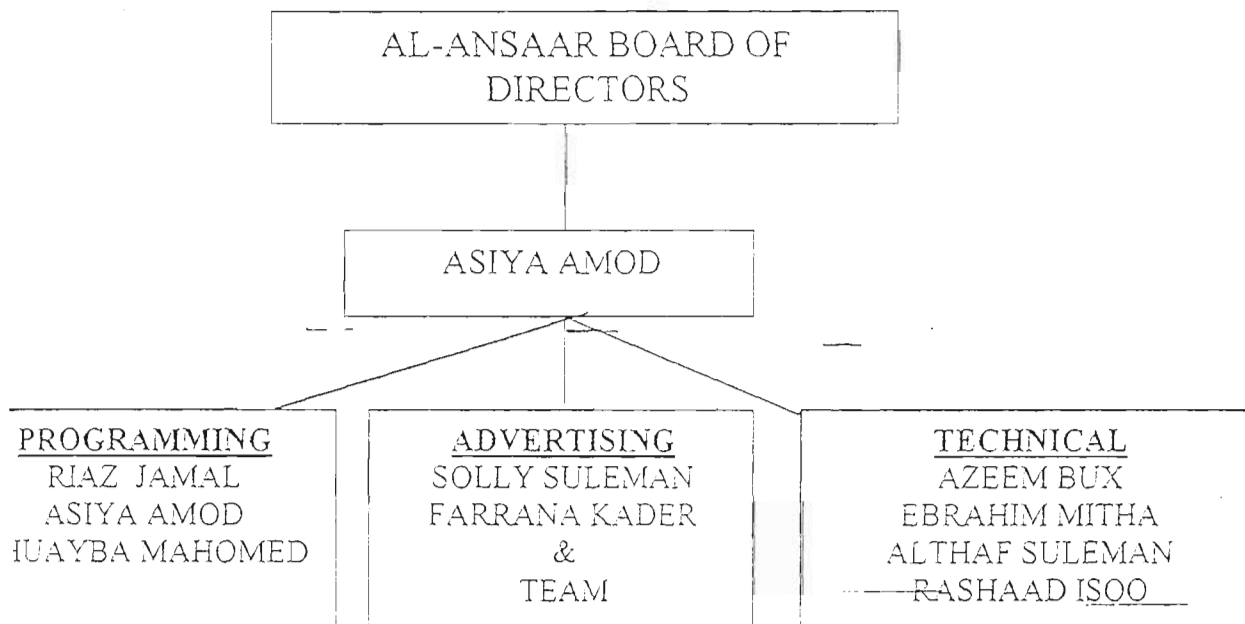 AL-ANSAAR BOARD OF
DIRECTORS
ASIYA AMOD
PROGRAMMING
RIAZ JAMAL
ASIYA AMOD
MAHOMED
ADVERTISING
SOLLY SULEMAN
FARRANA KADER
&
TEAM
TECHNICAL
AZEEM BUX
EBRAHIM MITHA
ALTHAF SULEMAN
RASHAAD ISOO